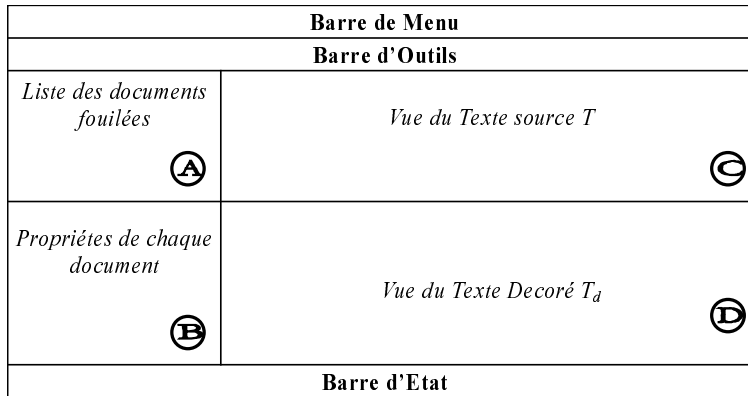 Barre de Menu
Barre d'Outils
Liste des documents
fouilées
A
Vue du Texte source T
C
Propriétes de chaque
document
B
Vue du Texte Decoré Td
D
Barre d'Etat